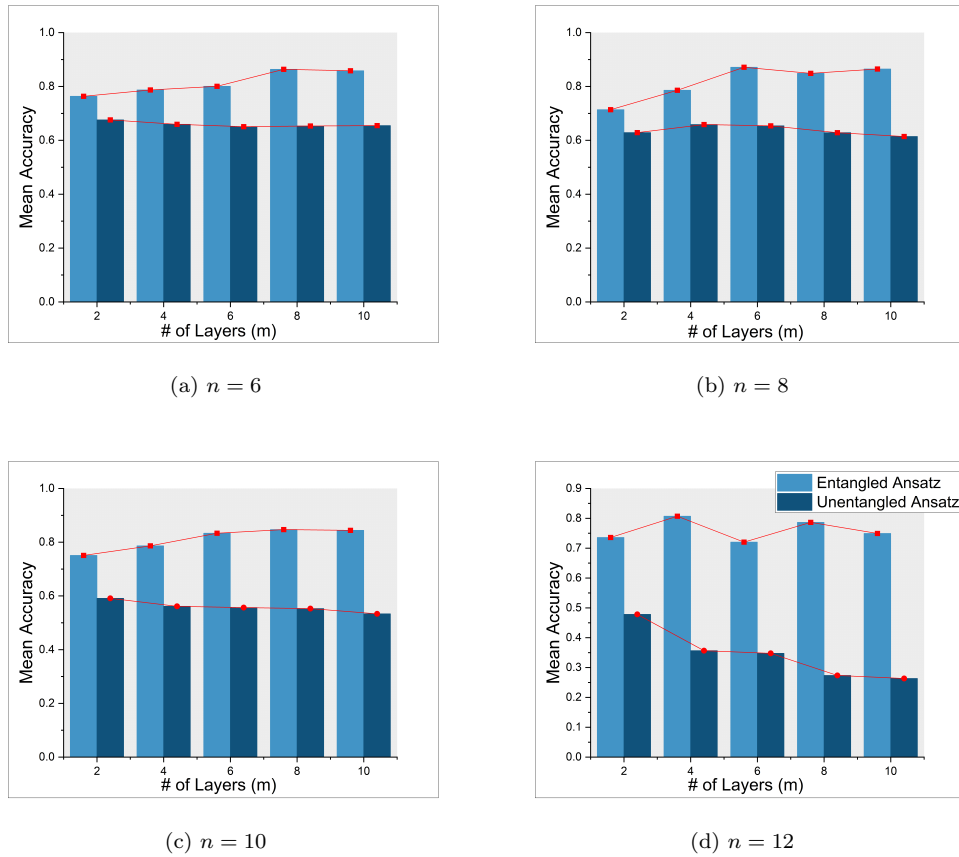 1.0
0.8
0.6
0.4
0.2
0.0
Mean Accuracy
2 4 6 8 10
# of Layers (m)
(a) n = 6
1.0
0.8
0.6
0.4
0.2
0.0
Mean Accuracy
2 4 6 8 10
# of Layers (m)
(b) n = 8
1.0
0.8
0.6
0.4
0.2
0.0
Mean Accuracy
2 4 6 8 10
# of Layers (m)
(c) n = 10
Entangled Ansatz
Unentangled Ansatz
0.9
0.8
0.7
0.6
0.5
0.4
0.3
0.2
0.1
0.0
Mean Accuracy
2 4 6 8 10
# of Layers (m)
(d) n = 12